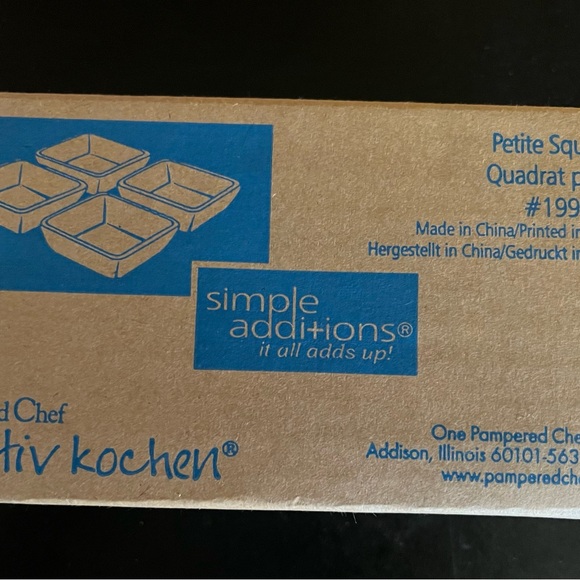 Petite Squ
Quadrat p
#199
Made in China/Printed in
Hergestellt in China/Gedruckt in
simple
additions®
it all adds up!
d Chef
tiv kochen®
One Pampered Che
Addison, Illinois 60101-563
www.pamperedche